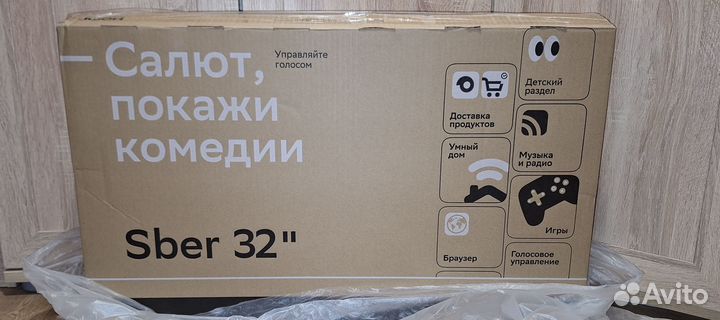 — Салют,
покажи
комедии
Управляйте
голосом
Sber 32"
Детский
раздел
Доставка
продуктов
Музыка
и радио
Умный
дом
Игры
Браузер
Голосовое
управление
Avito